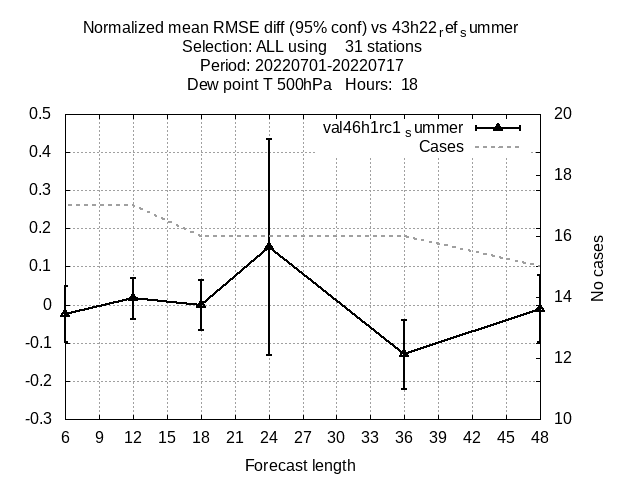 Normalized mean RMSE diff (95% conf) vs 43h22refsummer
Selection: ALL using 31 stations
Period: 20220701-20220717
Dew point T 500hPa Hours: 18
val46h1rc1summer
Cases
0.5
0.4
0.3
0.2
0.1
0
-0.1
-0.2
-0.3
20
18
16
14
12
10
No cases
6 9 12 15 18 21 24 27 30 33 36 39 42 45 48
Forecast length